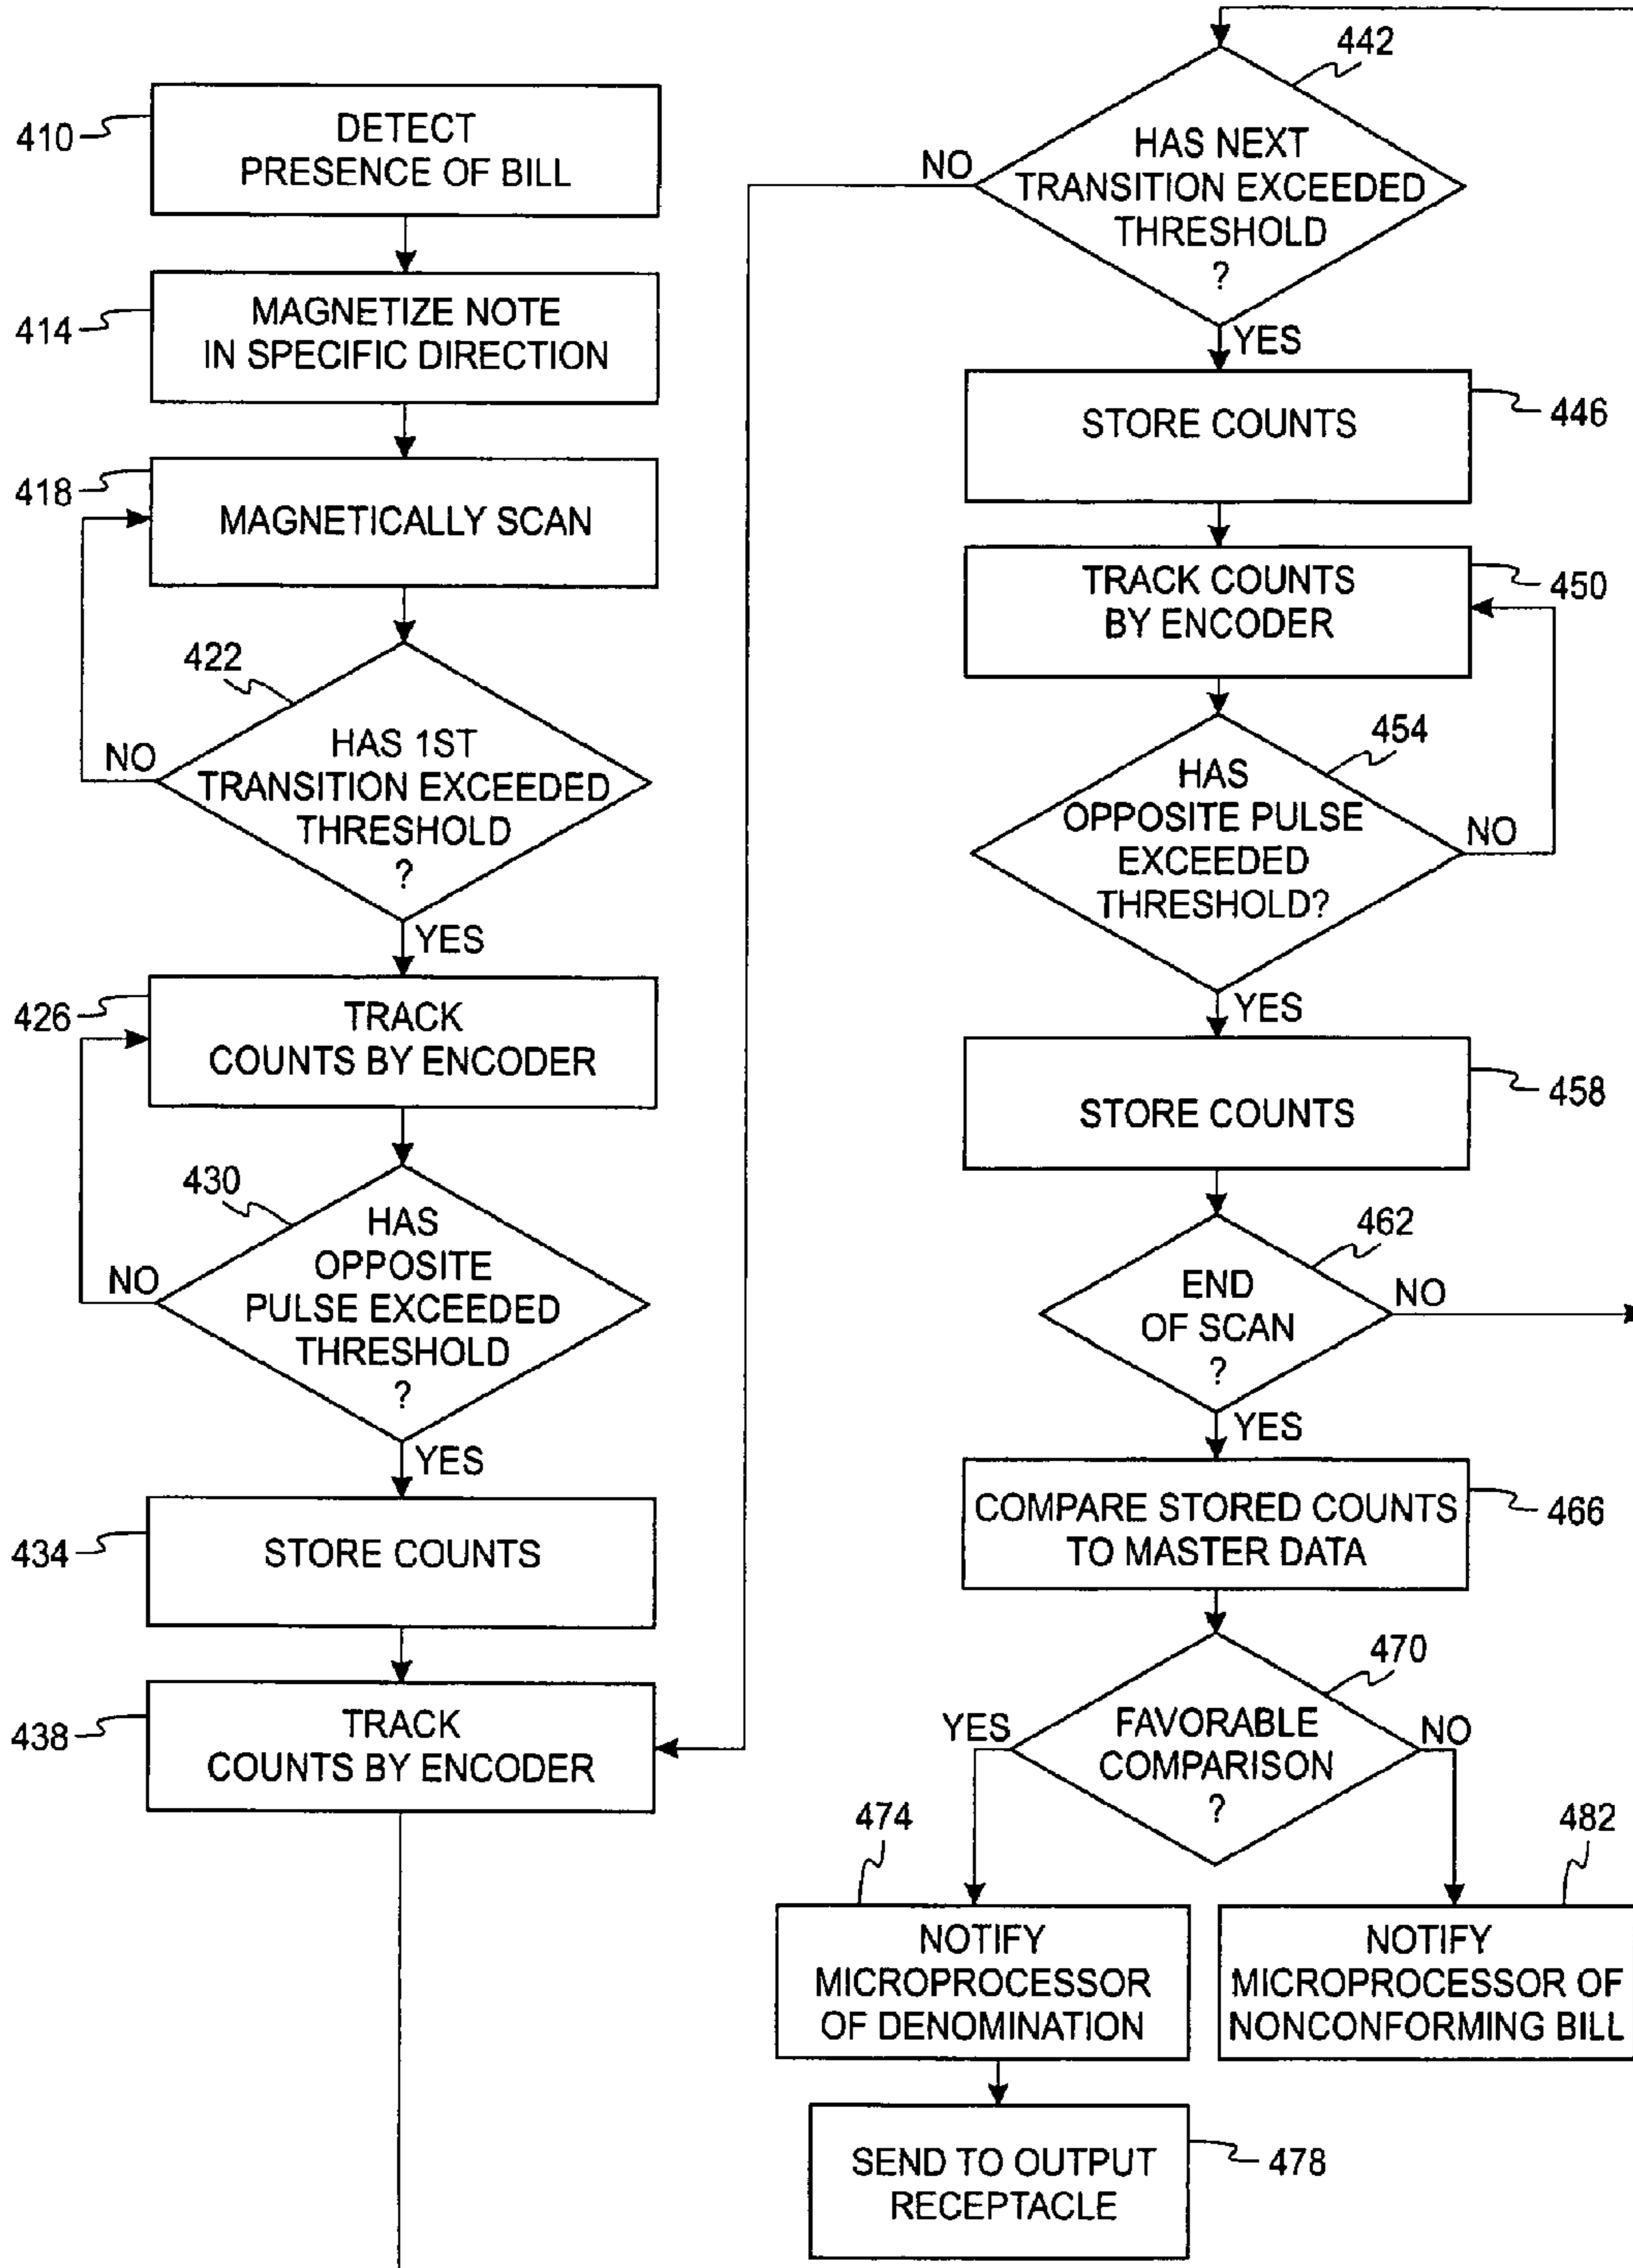 410
DETECT
PRESENCE OF BILL
414
MAGNETIZE NOTE
IN SPECIFIC DIRECTION
418
MAGNETICALLY SCAN
422
HAS 1ST
TRANSITION EXCEEDED
THRESHOLD
?
NO
YES
426
TRACK
COUNTS BY ENCODER
430
HAS
OPPOSITE
PULSE EXCEEDED
THRESHOLD
?
NO
YES
434
STORE COUNTS
438
TRACK
COUNTS BY ENCODER
442
HAS NEXT
TRANSITION EXCEEDED
THRESHOLD
?
NO
YES
446
STORE COUNTS
450
TRACK COUNTS
BY ENCODER
454
HAS
OPPOSITE PULSE
EXCEEDED
THRESHOLD?
NO
YES
458
STORE COUNTS
462
END
OF SCAN
?
NO
YES
466
COMPARE STORED COUNTS
TO MASTER DATA
470
FAVORABLE
COMPARISON
?
YES
NO
474
NOTIFY
MICROPROCESSOR
OF DENOMINATION
482
NOTIFY
MICROPROCESSOR OF
NONCONFORMING BILL
SEND TO OUTPUT
RECEPTACLE
478